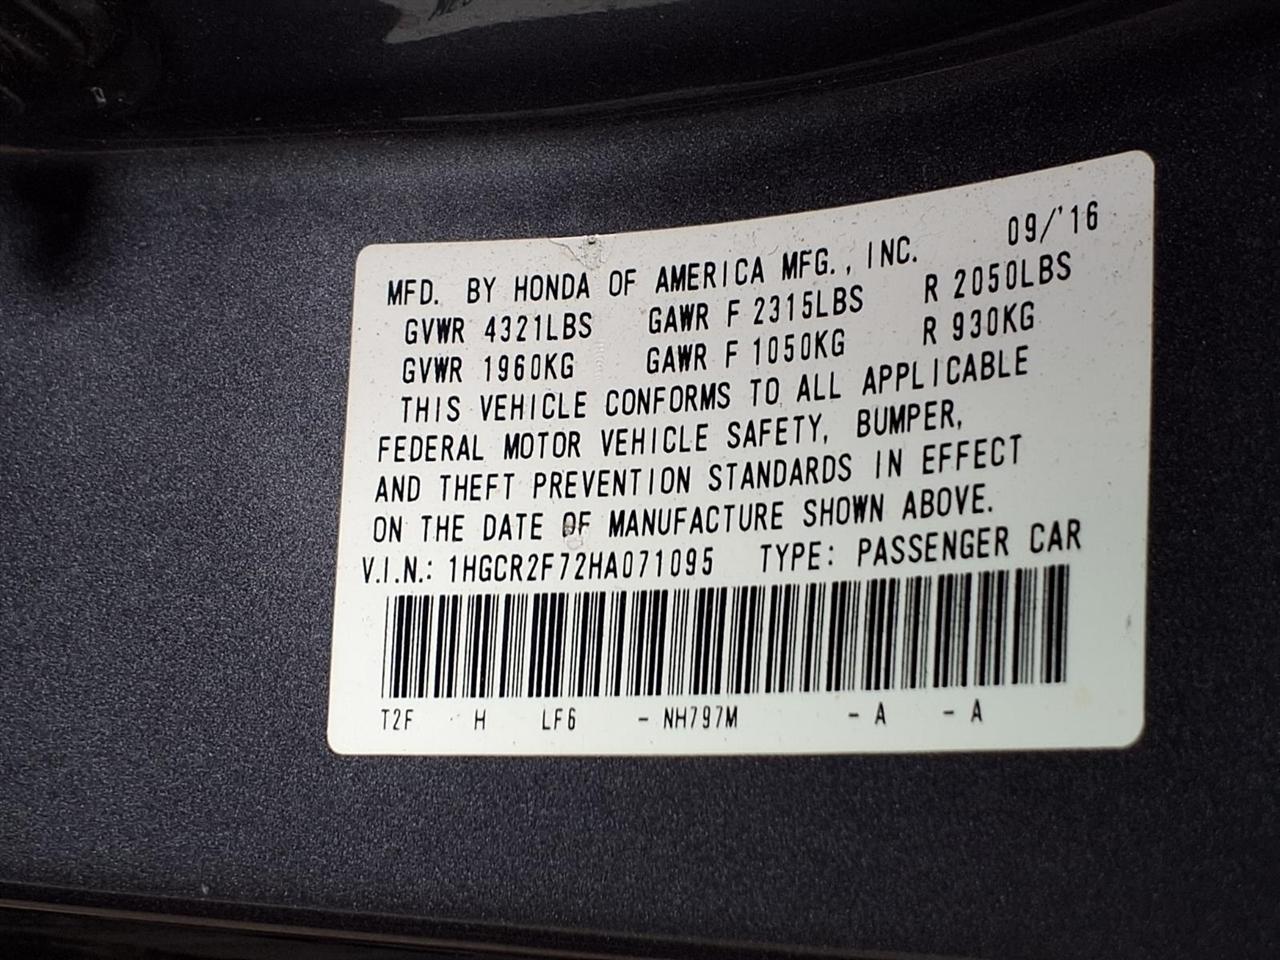 MFD. BY HONDA OF AMERICA MFG., INC. 09/'16
GVWR 4321LBS GAWR F 2315LBS R 2050LBS
GVWR 1960KG GAWR F 1050KG R 930KG
THIS VEHICLE CONFORMS TO ALL APPLICABLE
FEDERAL MOTOR VEHICLE SAFETY, BUMPER,
AND THEFT PREVENTION STANDARDS IN EFFECT
ON THE DATE OF MANUFACTURE SHOWN ABOVE.
V.I.N.: 1HGCR2F72HA071095 TYPE: PASSENGER CAR
T2F H LF6 - NH797M - A - A